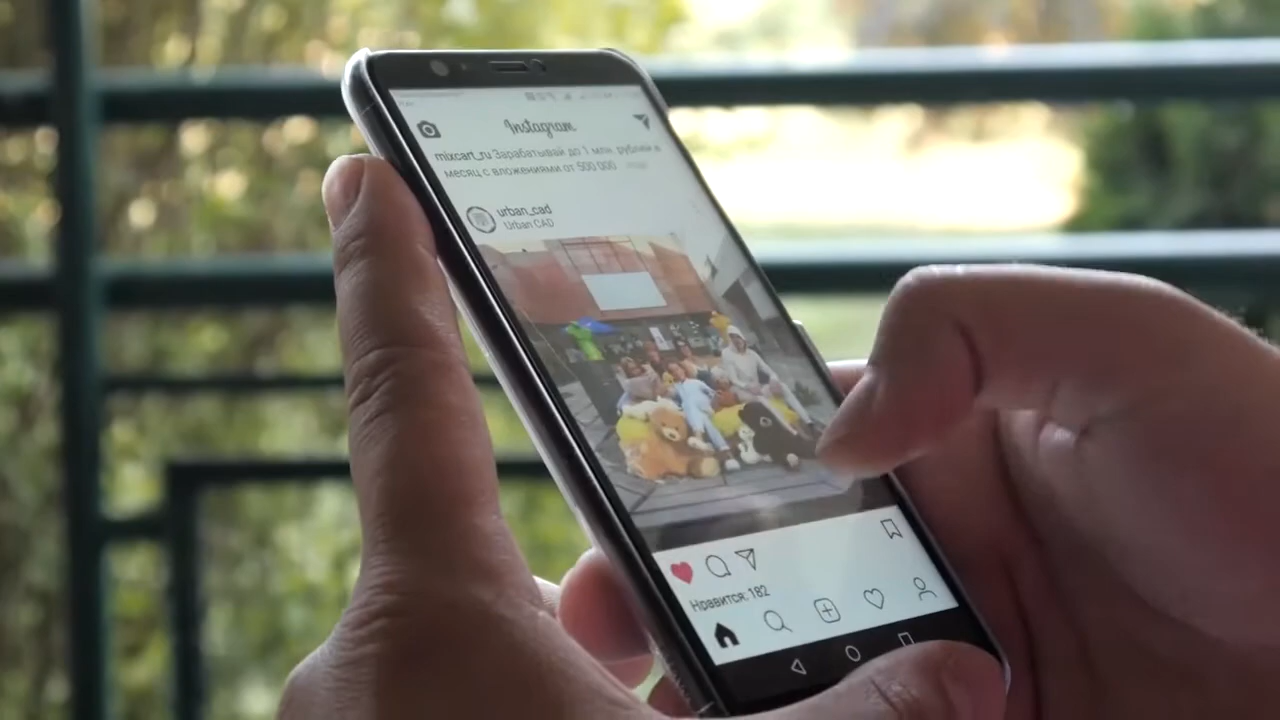 Instagram
mixcart_ru Зарабатывай до 1 млн. рублей в
месяц с вложениями от 500 000
urban_cad
Urban CAD
Нравится: 182